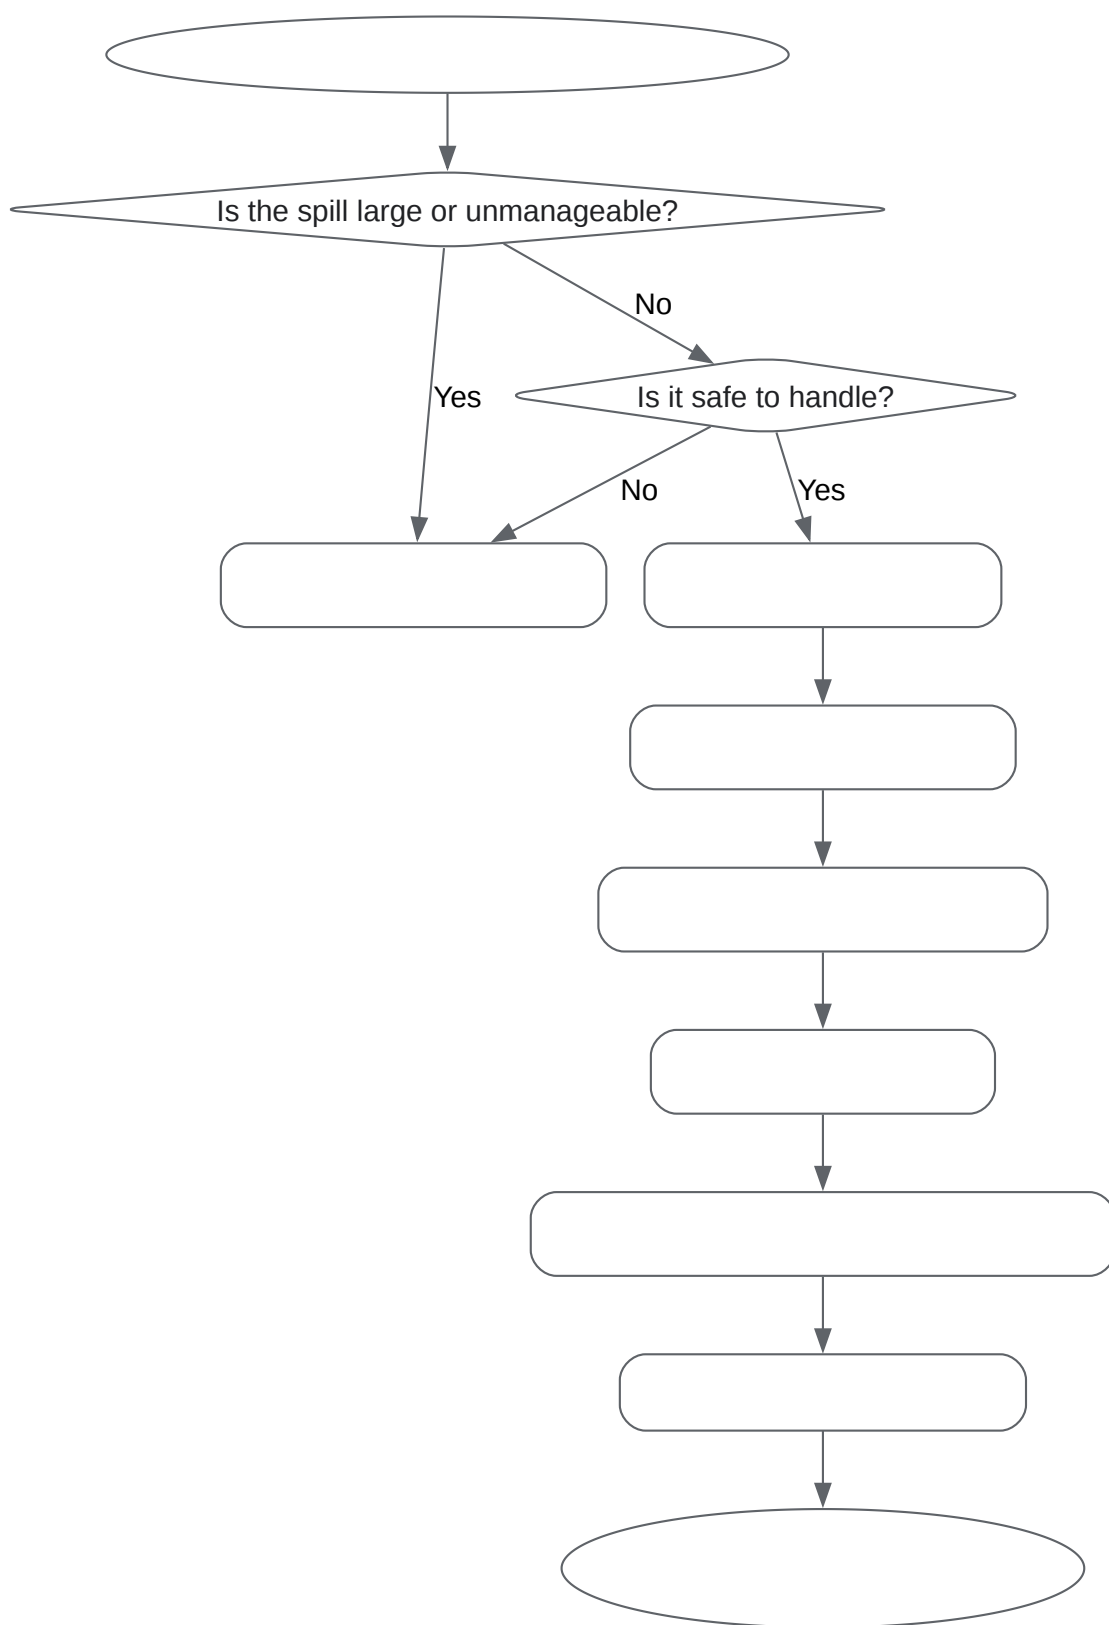 Is the spill large or unmanageable?
No
Yes
Is it safe to handle?
No
Yes